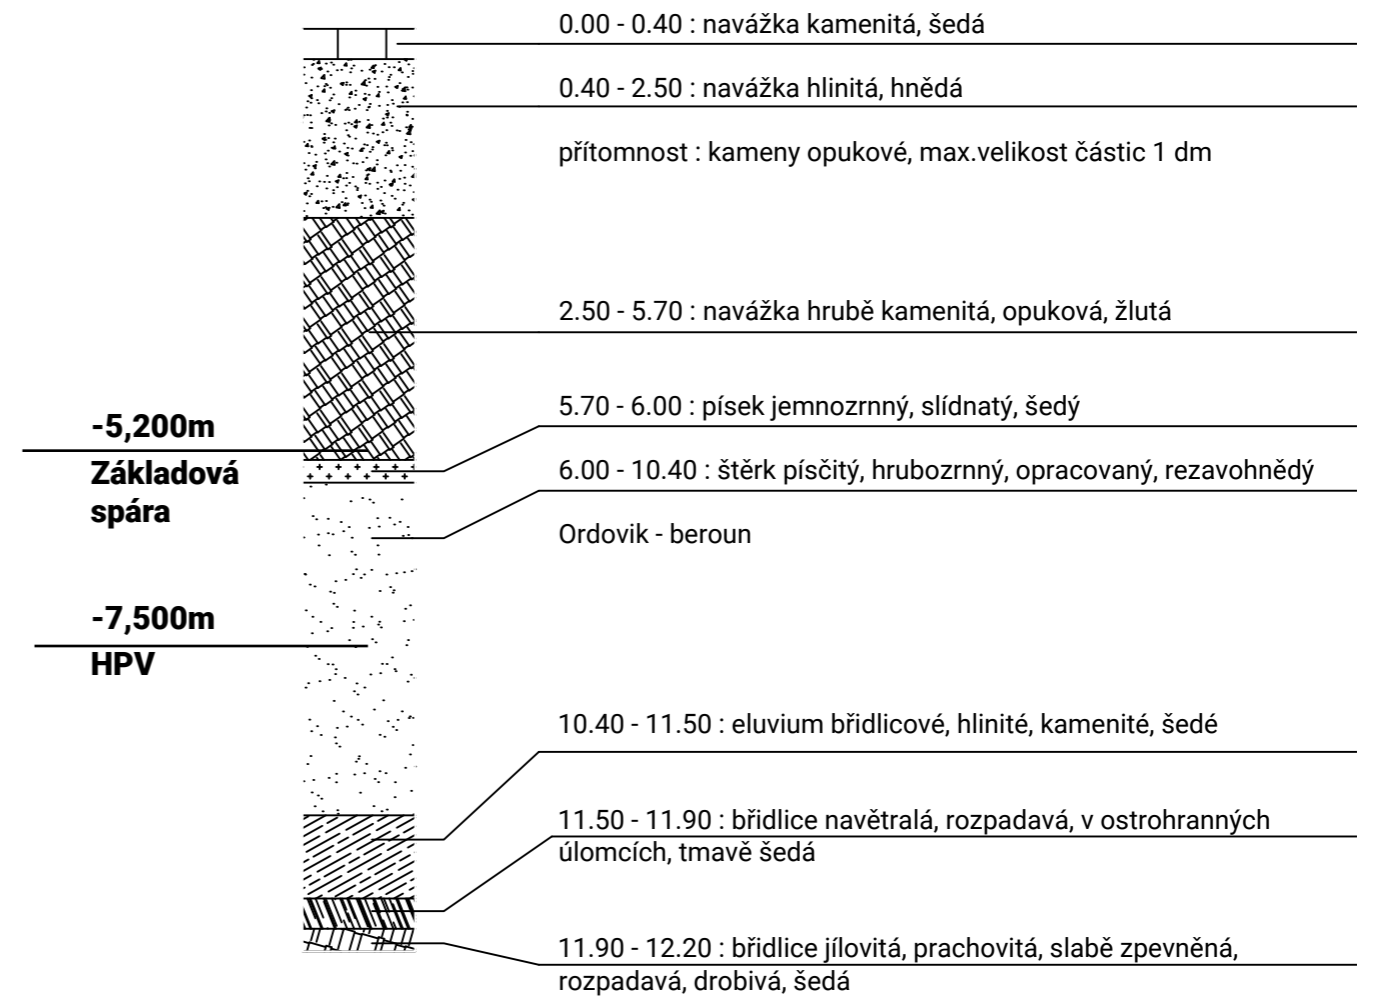 0.00 - 0.40 : navážka kamenitá, šedá
0.40 - 2.50 : navážka hlinitá, hnědá
přítomnost : kameny opukové, max.velikost částic 1 dm
2.50 - 5.70 : navážka hrubě kamenitá, opuková, žlutá
-5,200m
Základová
spára
5.70 - 6.00 : písek jemnozrnný, slídnatý, šedý
6.00 - 10.40 : štěrk písčitý, hrubozrnný, opracovaný, rezavohnědý
Ordovik - beroun
-7,500m
HPV
10.40 - 11.50 : eluvium břidlicové, hlinité, kamenité, šedé
11.50 - 11.90 : břidlice navětralá, rozpadavá, v ostrohranných
úlomcích, tmavě šedá
11.90 - 12.20 : břidlice jílovitá, prachovitá, slabě zpevněná,
rozpadavá, drobivá, šedá